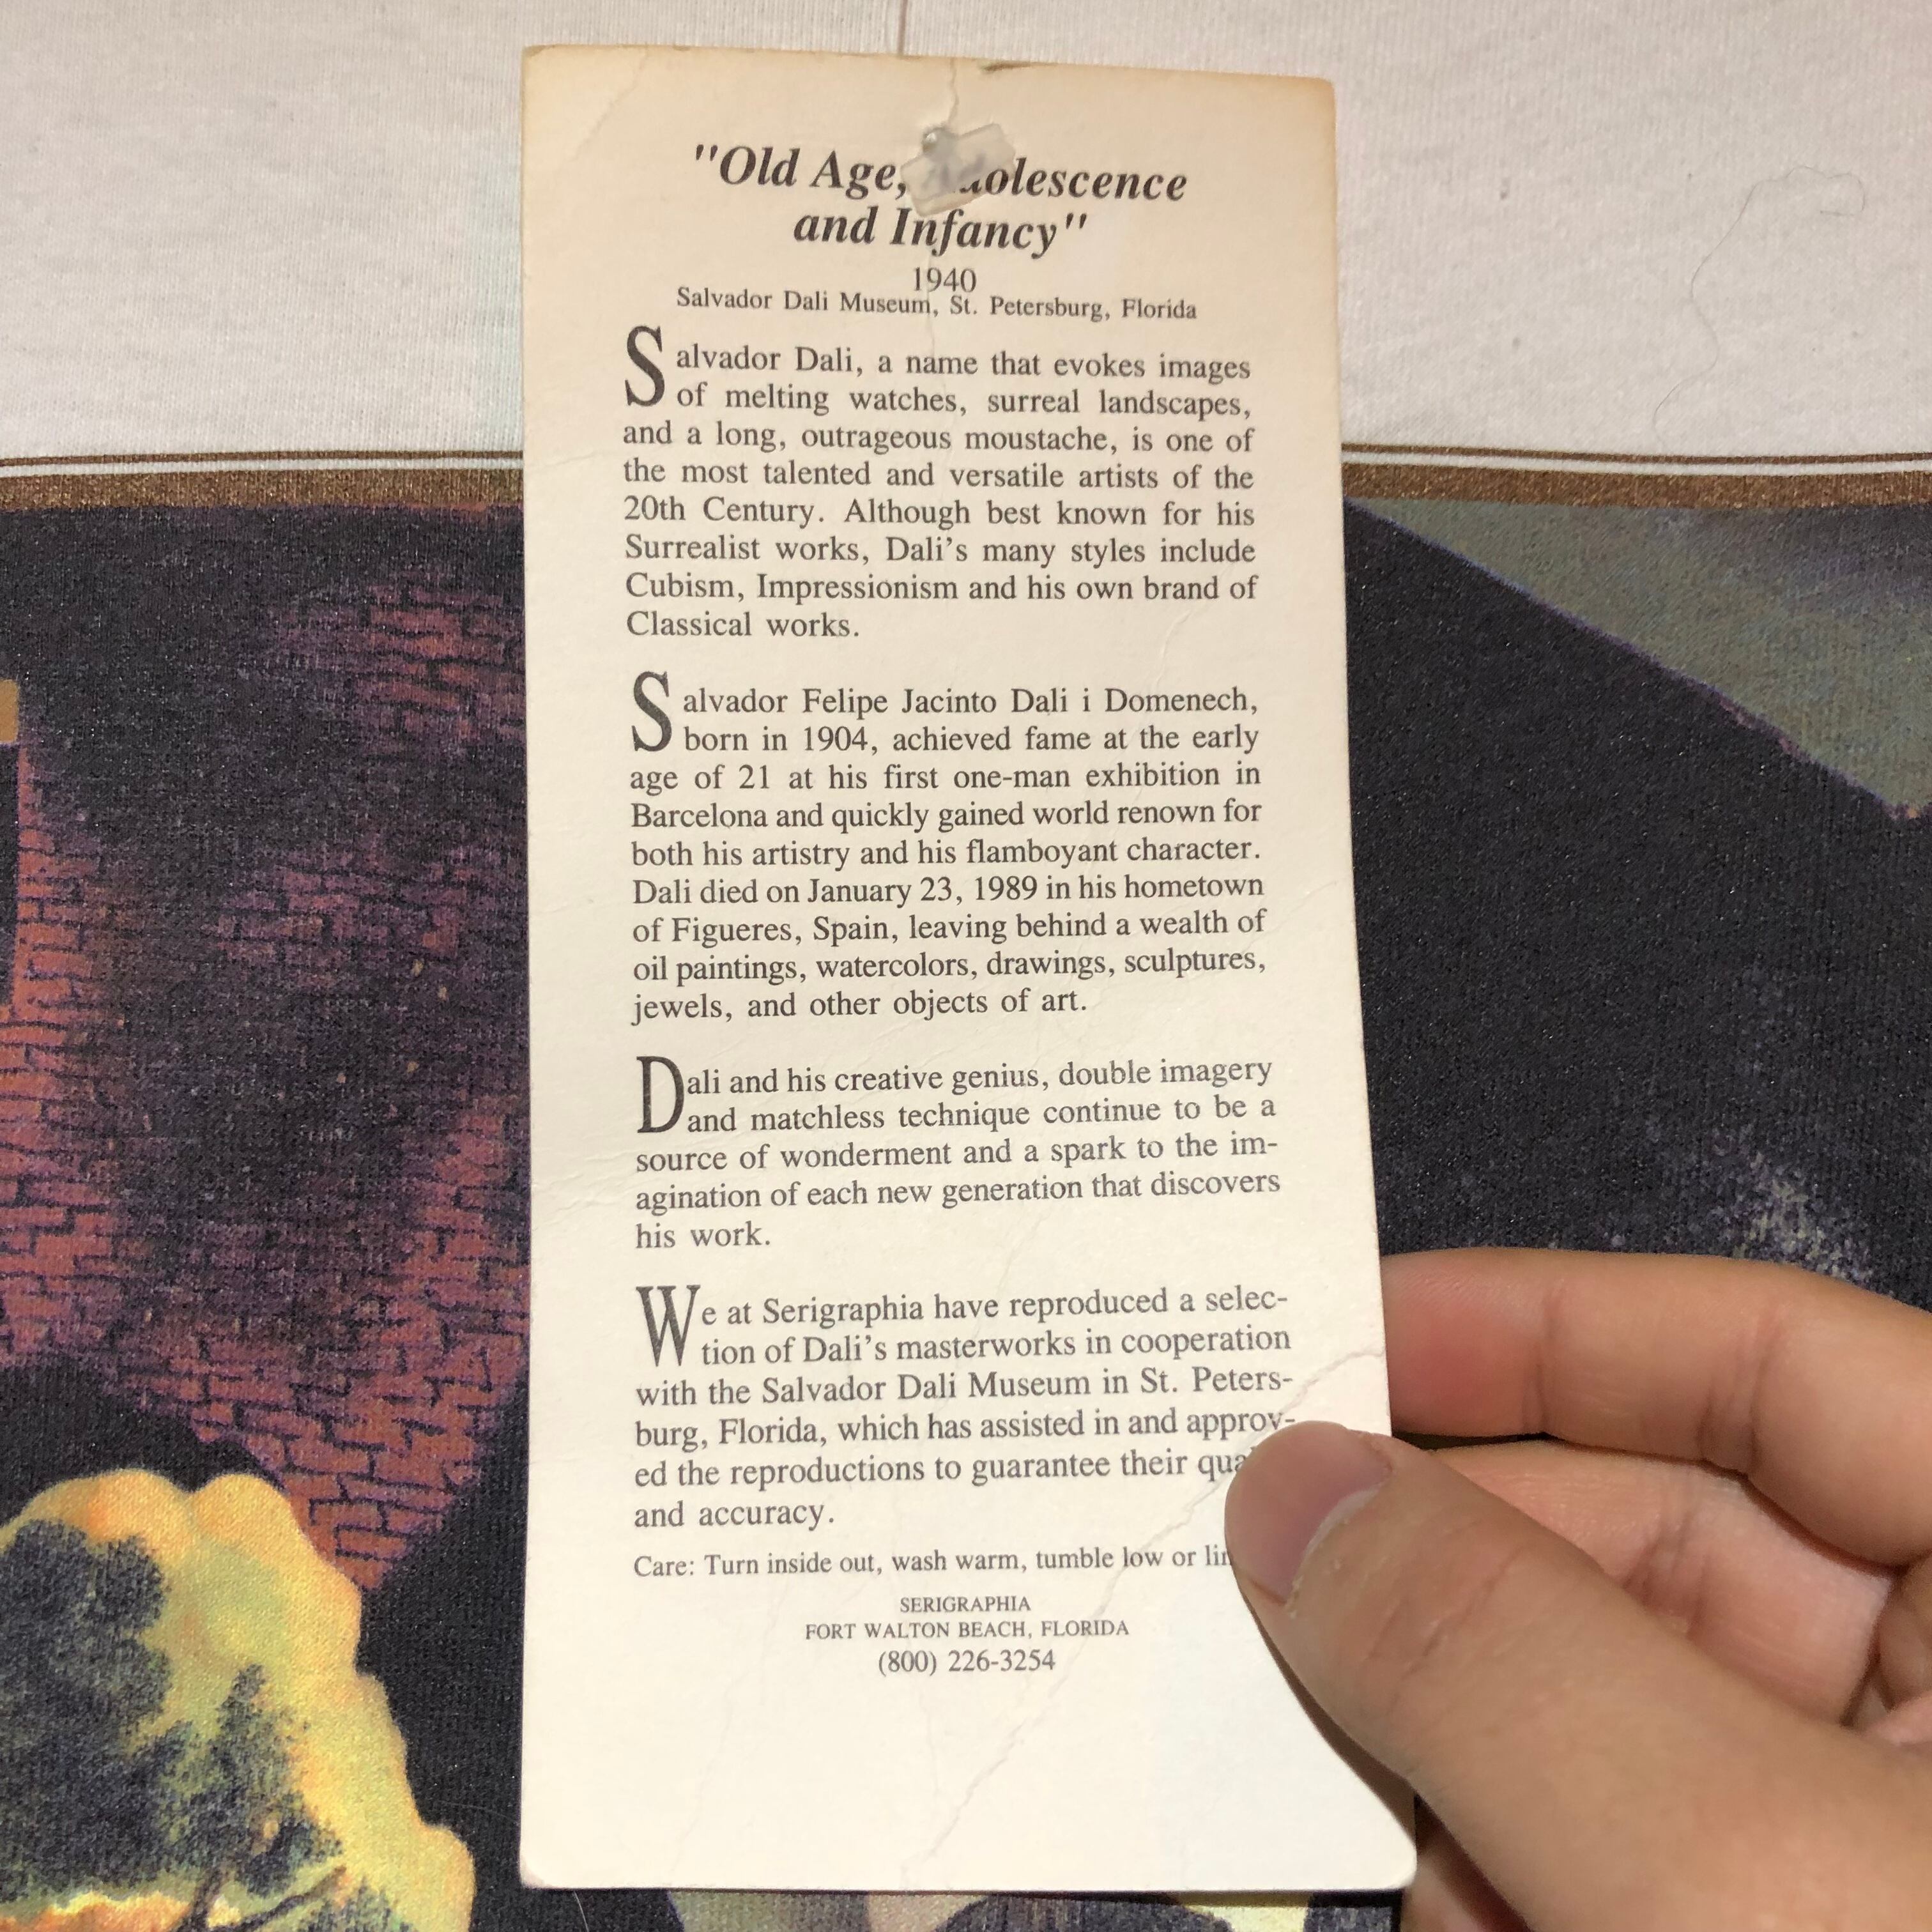 "Old Age, Adolescence
and Infancy"
1940
Salvador Dali Museum, St. Petersburg, Florida
Salvador Dali, a name that evokes images
of melting watches, surreal landscapes,
and a long, outrageous moustache, is one of
the most talented and versatile artists of the
20th Century. Although best known for his
Surrealist works, Dali's many styles include
Cubism, Impressionism and his own brand of
Classical works.
Salvador Felipe Jacinto Dali i Domenech,
born in 1904, achieved fame at the early
age of 21 at his first one-man exhibition in
Barcelona and quickly gained world renown for
both his artistry and his flamboyant character.
Dali died on January 23, 1989 in his hometown
of Figueres, Spain, leaving behind a wealth of
oil paintings, watercolors, drawings, sculptures,
jewels, and other objects of art.
Dali and his creative genius, double imagery
and matchless technique continue to be a
source of wonderment and a spark to the im-
agination of each new generation that discovers
his work.
We at Serigraphia have reproduced a selec-
tion of Dali's masterworks in cooperation
with the Salvador Dali Museum in St. Peters-
burg, Florida, which has assisted in and approv-
ed the reproductions to guarantee their
and accuracy.
Care: Turn inside out, wash warm, tumble low or
SERIGRAPHIA
FORT WALTON BEACH, FLORIDA
(800) 226-3254